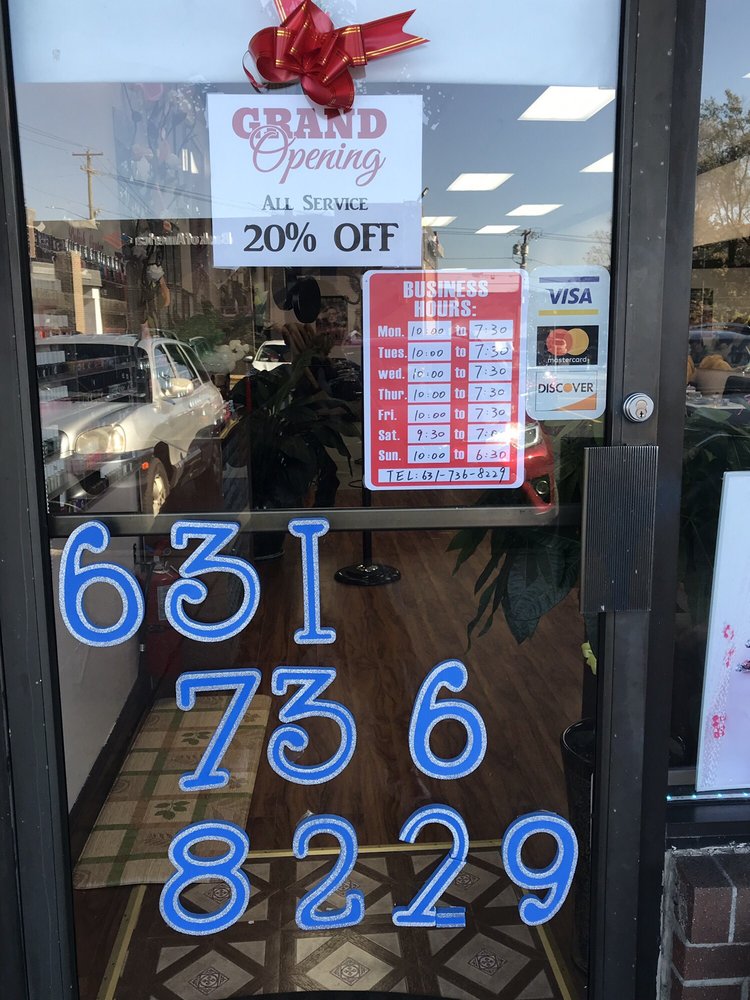 GRAND
Opening
ALL SERVICE
20% OFF
BUSINESS
HOURS:
Mon. 10:00 to 7:30
Tues. 10:00 to 7:30
wed. 10:00 to 7:30
Thur. 10:00 to 7:30
Fri. 10:00 to 7:30
Sat. 9:30 to 7:00
Sun. 10:00 to 6:30
TEL: 631-736-8229
VISA
mastercard
DISCOVER
631
736
8229